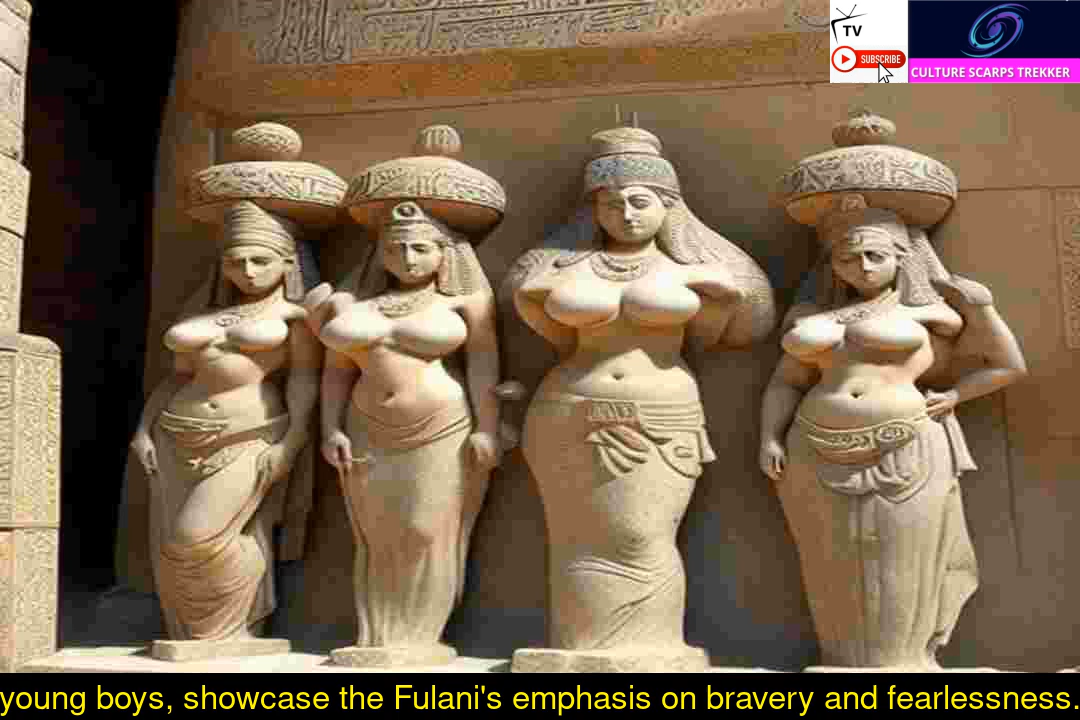 TV
SUBSCRIBE
CULTURE SCARPS TREKKER
young boys, showcase the Fulani's emphasis on bravery and fearlessness.